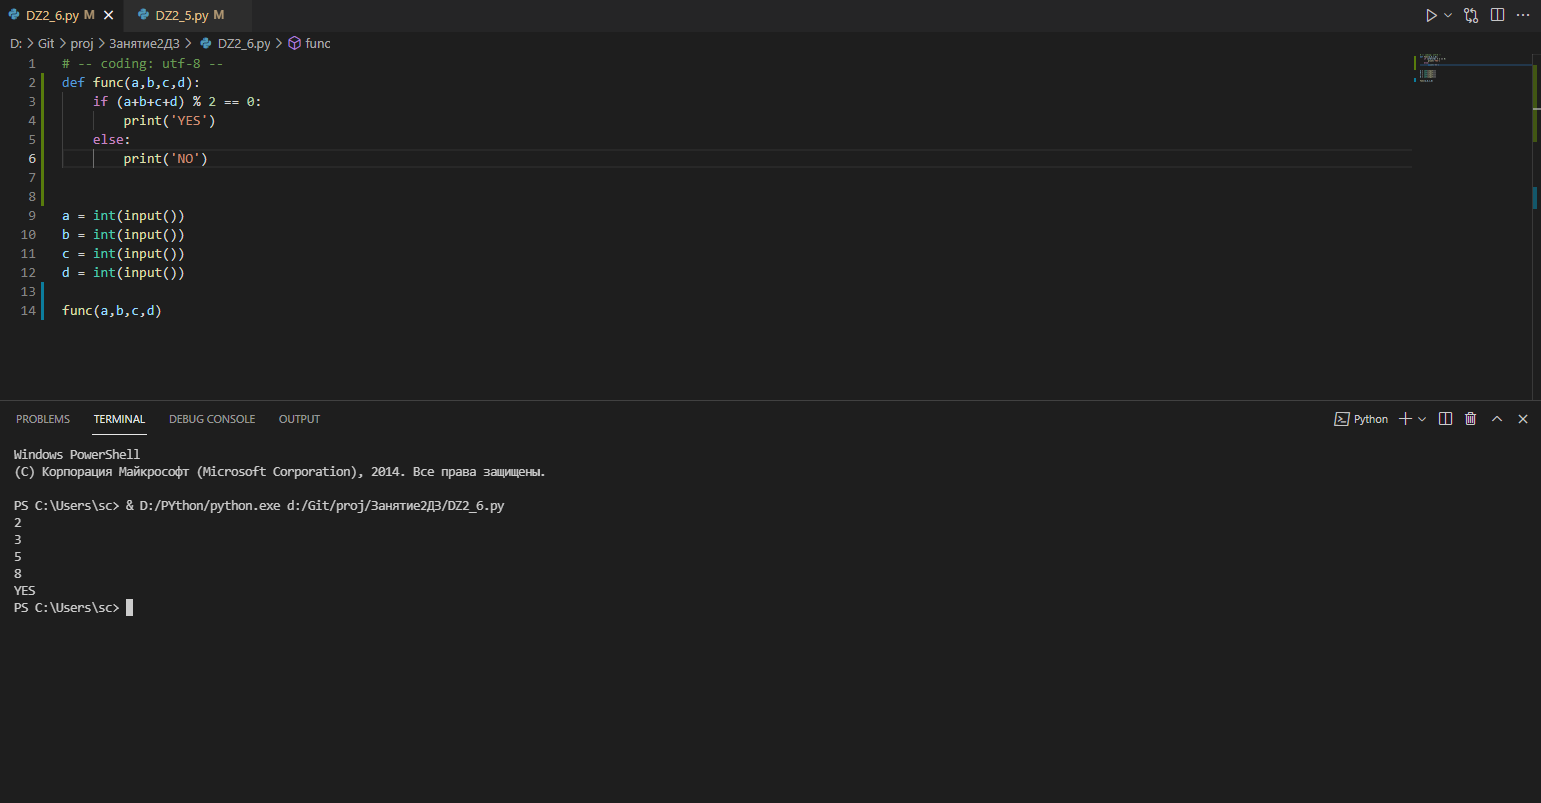 DZ2_6.py M DZ2_5.py M
D: > Git > proj > Занятие2ДЗ > DZ2_6.py > func
1 # -- coding: utf-8 --
2 def func(a,b,c,d):
3     if (a+b+c+d) % 2 == 0:
4         print('YES')
5     else:
6         print('NO')
7
8
9 a = int(input())
10 b = int(input())
11 c = int(input())
12 d = int(input())
13
14 func(a,b,c,d)
PROBLEMS TERMINAL DEBUG CONSOLE OUTPUT Python
Windows PowerShell
(C) Корпорация Майкрософт (Microsoft Corporation), 2014. Все права защищены.
PS C:\Users\sc> & D:/PYthon/python.exe d:/Git/proj/Занятие2ДЗ/DZ2_6.py
2
3
5
8
YES
PS C:\Users\sc>